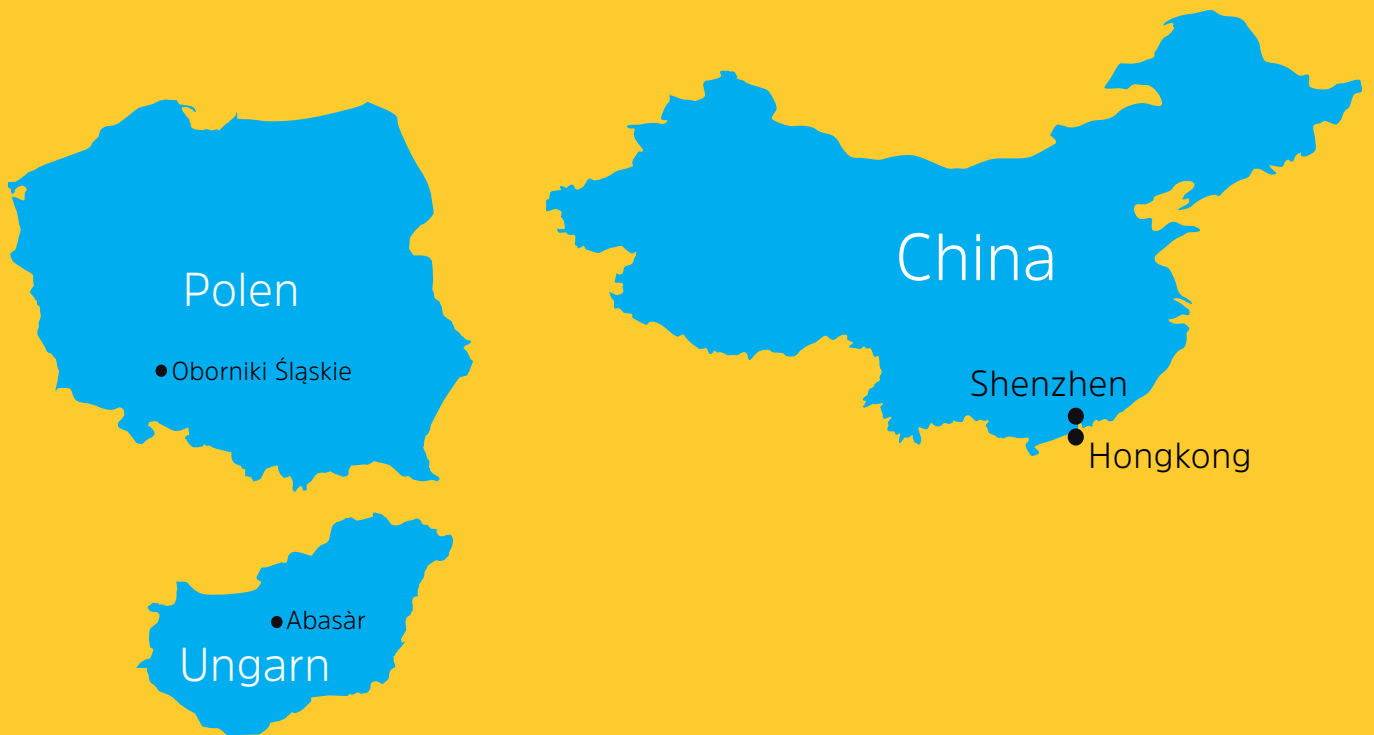 Polen
Oborniki Śląskie
China
Shenzhen
Hongkong
Abasàr
Ungarn